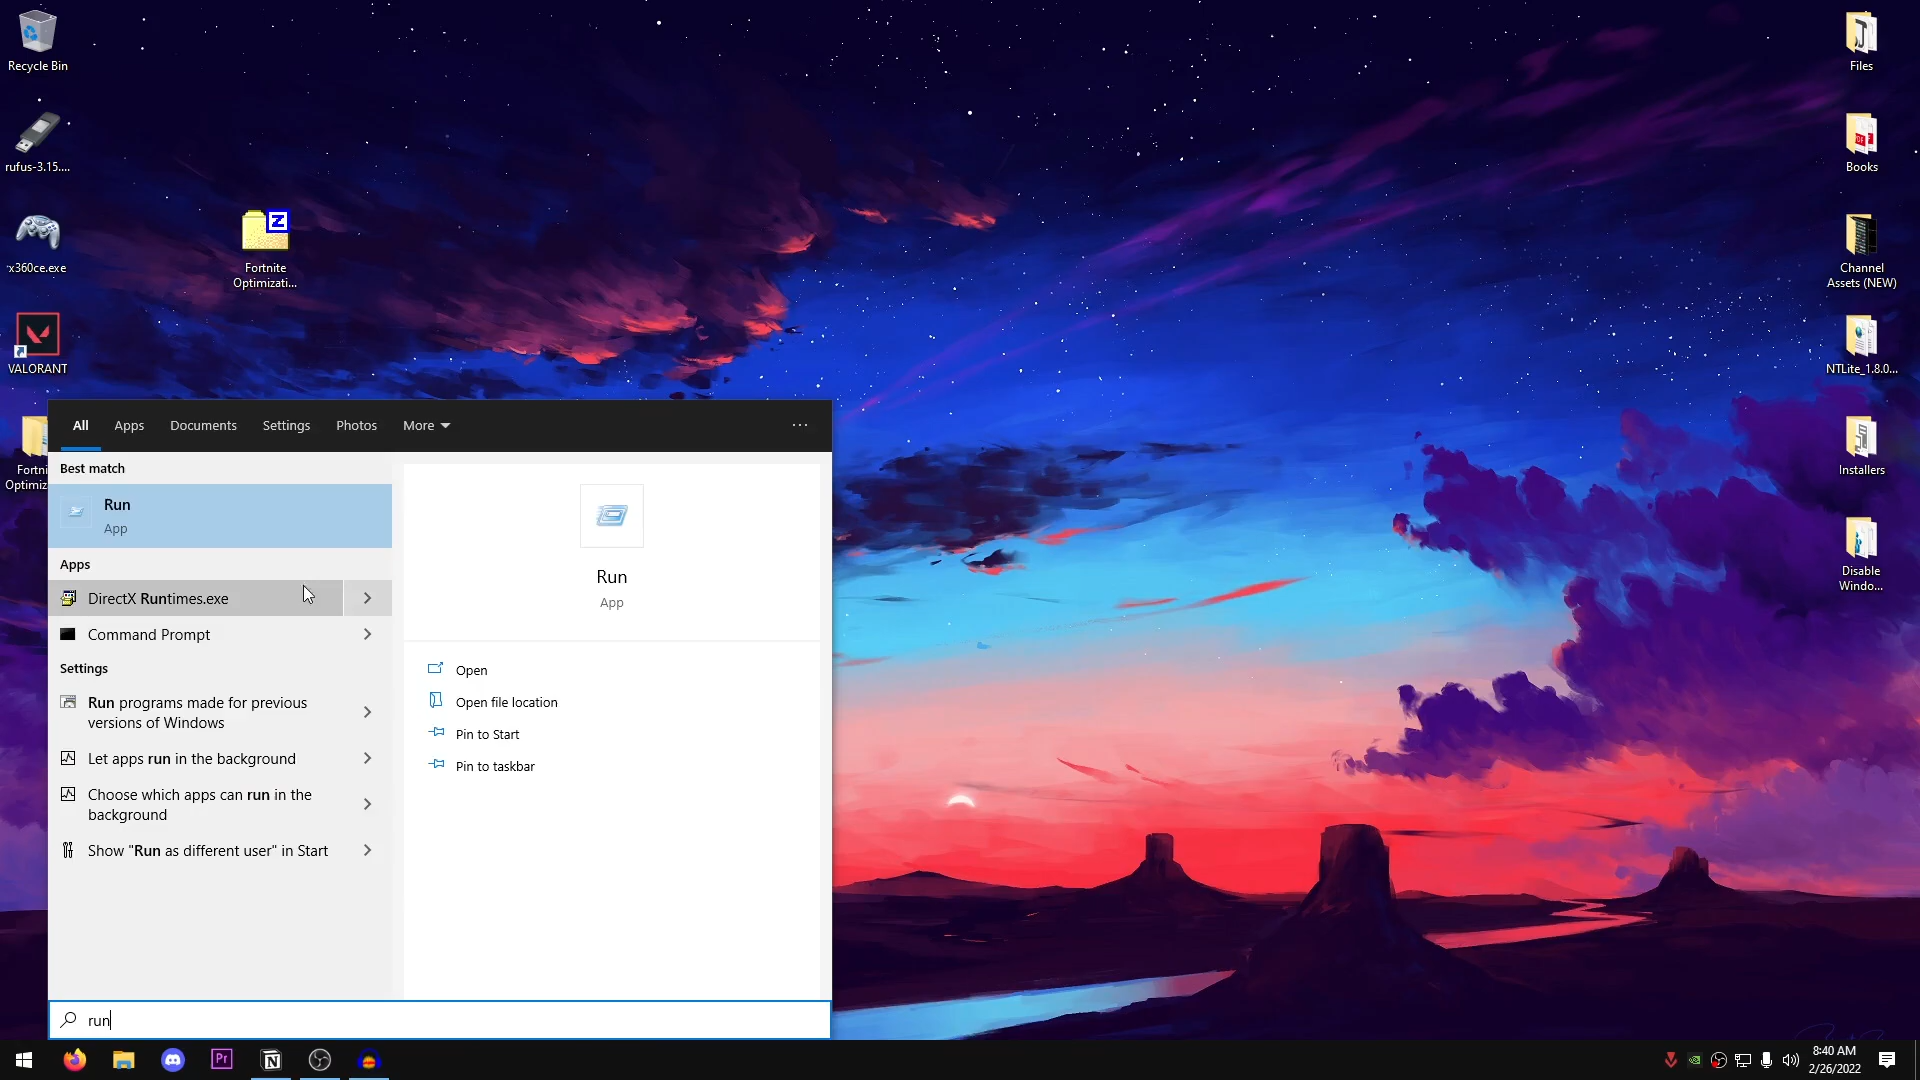 Recycle Bin
rufus-3.15....
x360ce.exe
VALORANT
Fortnite
Optimizati...
Files
Books
Channel
Assets (NEW)
NTLite_1.8.0...
Installers
Disable
Windo...
All Apps Documents Settings Photos More ...
Best match
Run
App
Apps
DirectX Runtimes.exe
Command Prompt
Settings
Run programs made for previous
versions of Windows
Let apps run in the background
Choose which apps can run in the
background
Show "Run as different user" in Start
Run
App
Open
Open file location
Pin to Start
Pin to taskbar
run
Pr
8:40 AM
2/26/2022